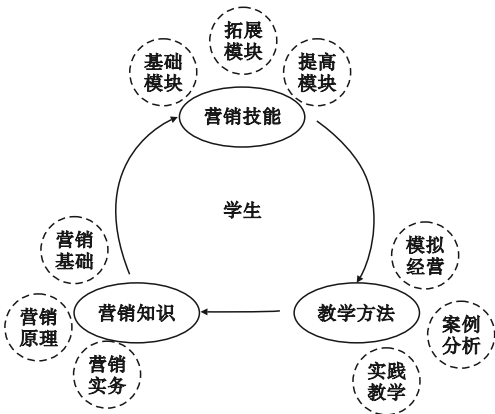 拓展
模块
基础
模块
提高
模块
营销技能
学生
营销
基础
模拟
经营
营销
原理
营销知识
教学方法
案例
分析
营销
实务
实践
教学